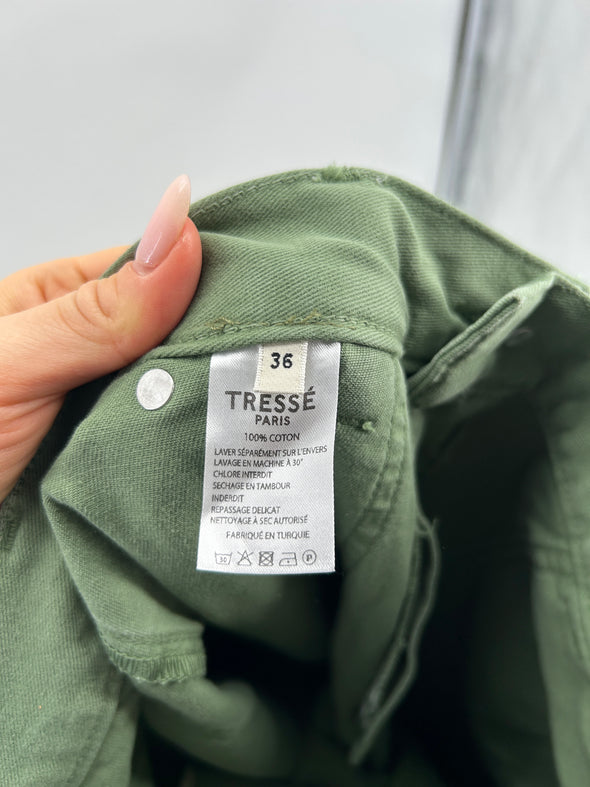 36
TRESSÉ
PARIS
100% COTON
LAVER SÉPARÉMENT SUR L'ENVERS
LAVAGE EN MACHINE À 30°
CHLORE INTERDIT
SECHAGE EN TAMBOUR
INDERDIT
REPASSAGE DELICAT
NETTOYAGE À SEC AUTORISÉ
FABRIQUÉ EN TURQUIE
30 P